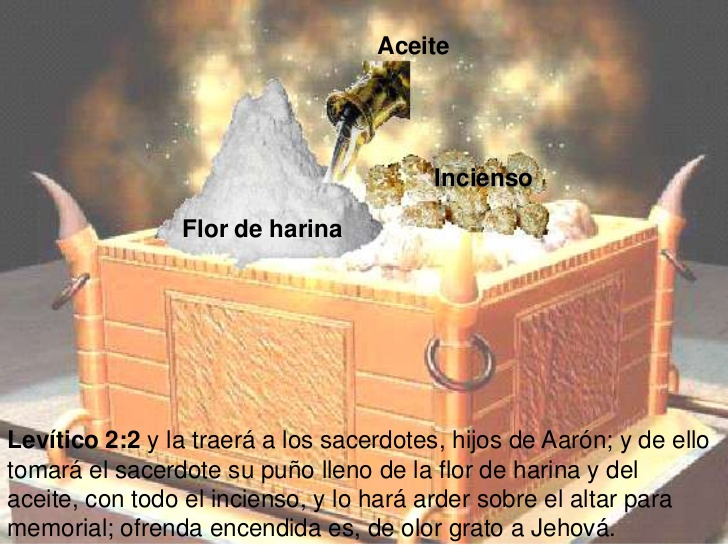 Aceite
Incienso
Flor de harina
Levítico 2:2 y la traerá a los sacerdotes, hijos de Aarón; y de ello
tomará el sacerdote su puño lleno de la flor de harina y del
aceite, con todo el incienso, y lo hará arder sobre el altar para
memorial; ofrenda encendida es, de olor grato a Jehová.